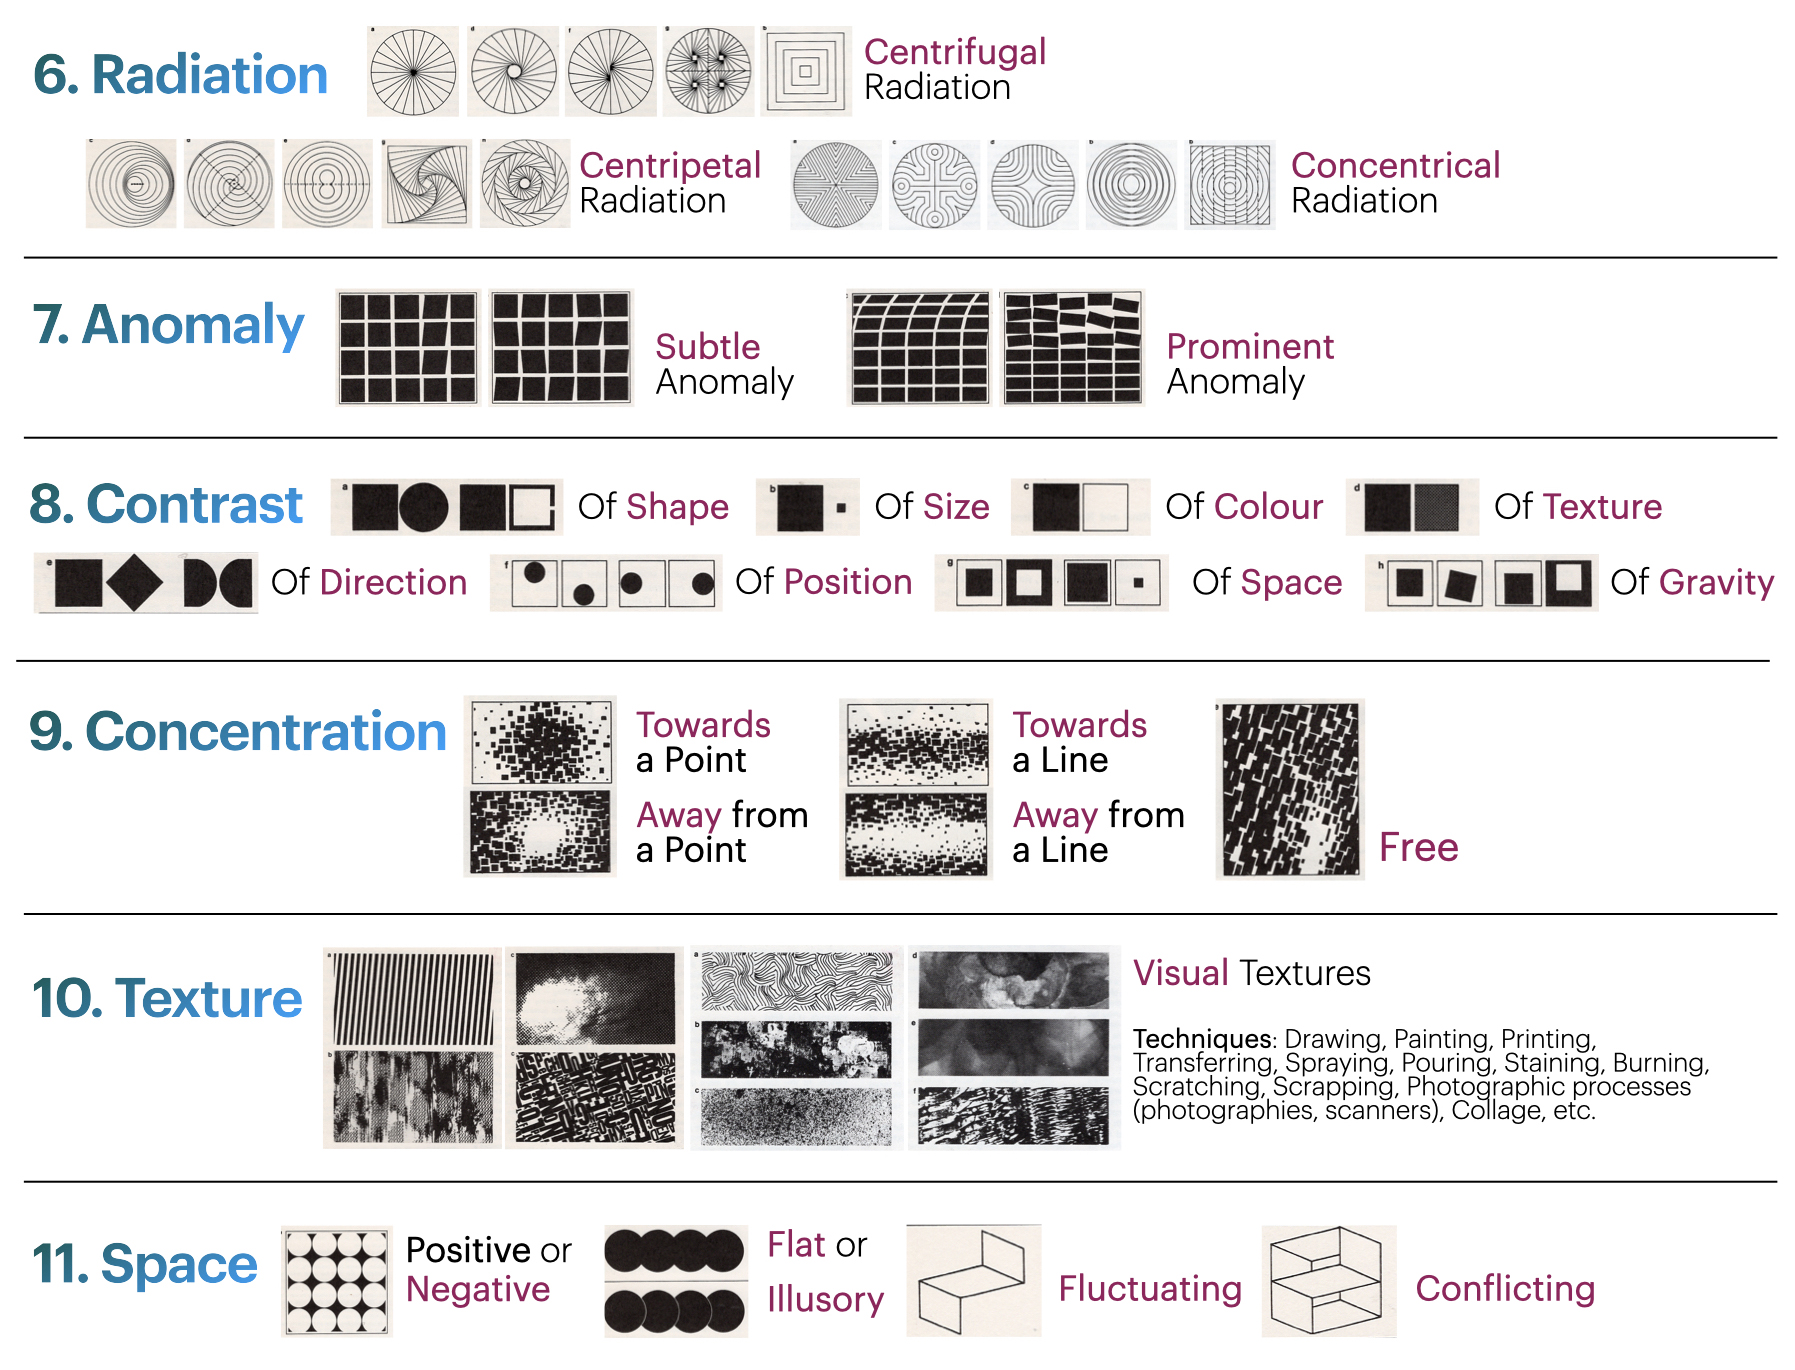 6. Radiation
Centrifugal
Radiation
Centripetal
Radiation
Concentrical
Radiation
7. Anomaly
Subtle
Anomaly
Prominent
Anomaly
8. Contrast
a
Of Shape
b
Of Size
c
Of Colour
d
Of Texture
e
Of Direction
f
Of Position
g
Of Space
h
Of Gravity
9. Concentration
Towards
a Point
Away from
a Point
Towards
a Line
Away from
a Line
Free
10. Texture
Visual Textures
Techniques: Drawing, Painting, Printing,
Transferring, Spraying, Pouring, Staining, Burning,
Scratching, Scrapping, Photographic processes
(photographies, scanners), Collage, etc.
11. Space
Positive or
Negative
Flat or
Illusory
Fluctuating
Conflicting